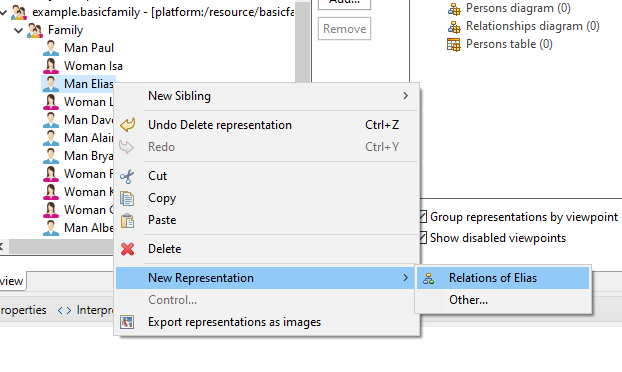 example.basicfamily - [platform:/resource/basicfa
Family
Man Paul
Woman Isa
Man Elias
Woman L
Man Dave
Man Alain
Man Brya
Woman
Woman
Man Albe
view
roperties
Interpre
Add...
Remove
Persons diagram (0)
Relationships diagram (0)
Persons table (0)
Group representations by viewpoint
Show disabled viewpoints
New Sibling
Undo Delete representation Ctrl+Z
Redo Ctrl+Y
Cut
Copy
Paste
Delete
New Representation
Control...
Export representations as images
Relations of Elias
Other...